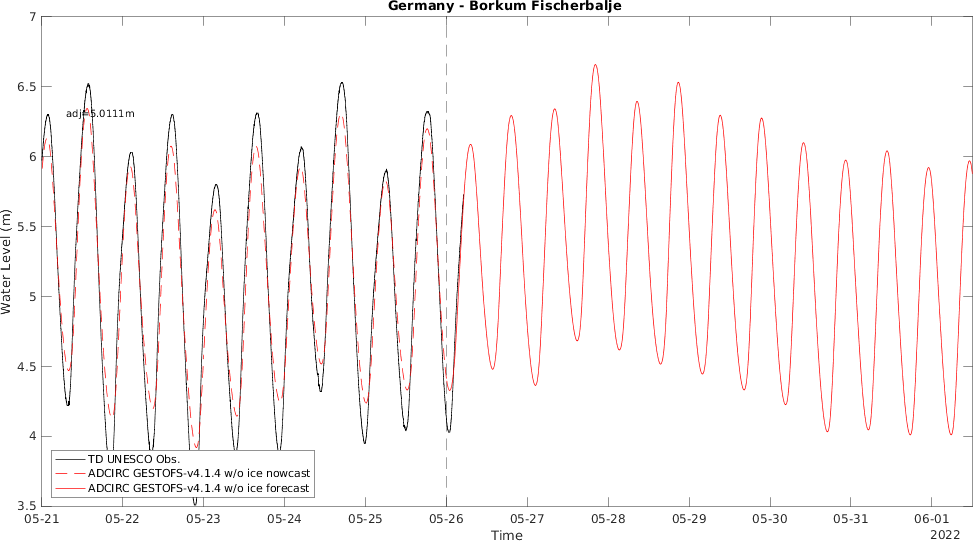 Germany - Borkum Fischerbalje
7
6.5
adj=5.0111m
6
5.5
5
4.5
4
3.5
Water Level (m)
TD UNESCO Obs.
ADCIRC GESTOFS-v4.1.4 w/o ice nowcast
ADCIRC GESTOFS-v4.1.4 w/o ice forecast
05-21 05-22 05-23 05-24 05-25 05-26 05-27 05-28 05-29 05-30 05-31 06-01
Time
2022